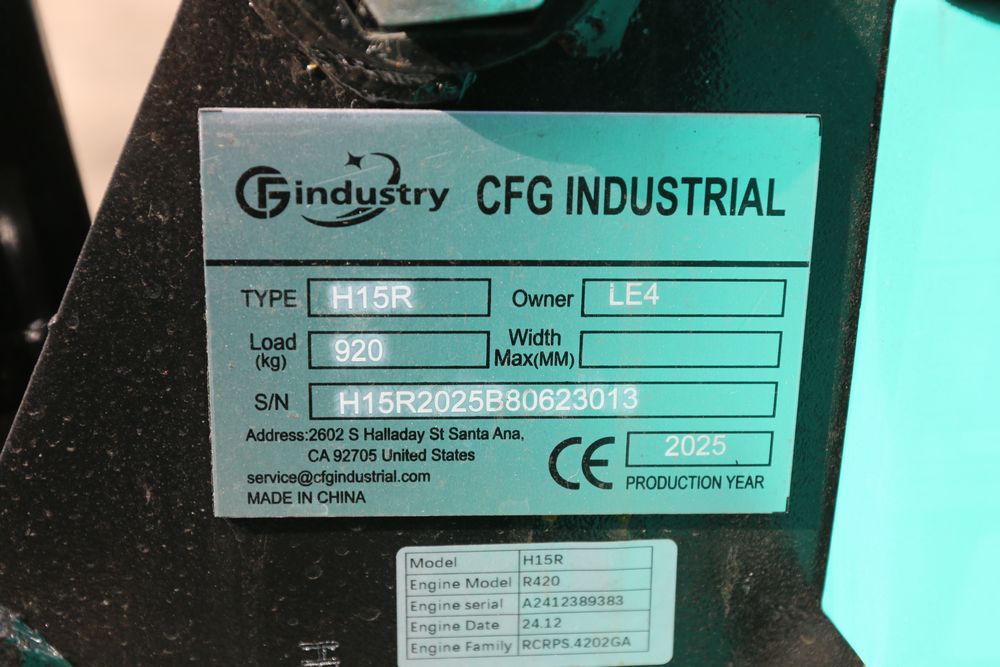 CFGindustry CFG INDUSTRIAL
TYPE H15R Owner LE4
Load (kg) 920 Width Max(MM)
S/N H15R2025B80623013
Address:2602 S Halladay St Santa Ana,
CA 92705 United States
service@cfgindustrial.com
MADE IN CHINA
CE 2025
PRODUCTION YEAR
Model H15R
Engine Model R420
Engine serial A2412389383
Engine Date 24.12
Engine Family RCRPS.4202GA